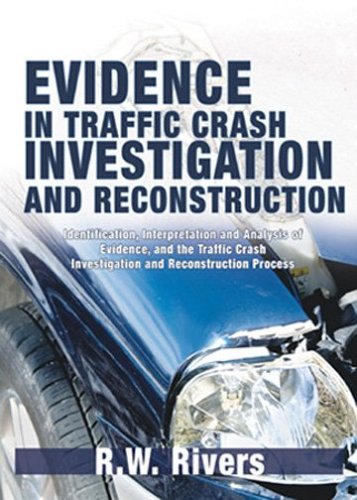 EVIDENCE
IN TRAFFIC CRASH
INVESTIGATION
AND RECONSTRUCTION
Identification, Interpretation and Analysis of
Evidence, and the Traffic Crash
Investigation and Reconstruction Process
R.W. Rivers